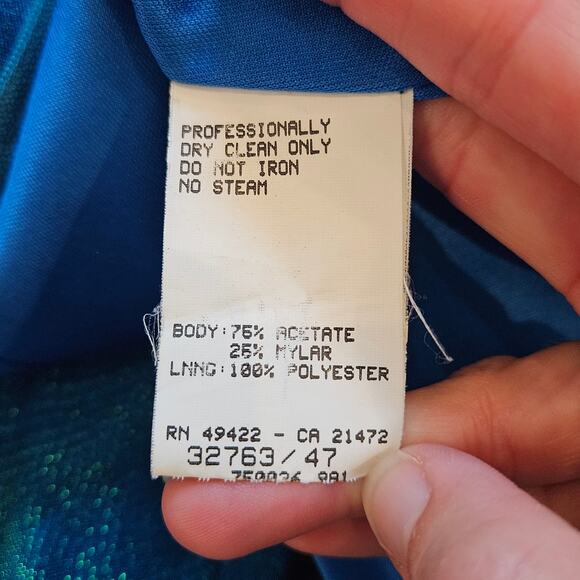 PROFESSIONALLY
DRY CLEAN ONLY
DO NOT IRON
NO STEAM
BODY:75% ACETATE
25% MYLAR
LNNG:100% POLYESTER
RN 49422 - CA 21472
32763/47